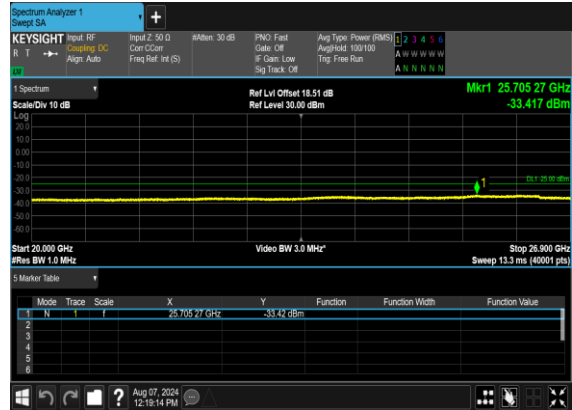 Spectrum Analyzer 1
Swept SA
+
KEYSIGHT Input: RF Input Z: 50 Ω #Atten: 30 dB PNO: Fast Avg Type: Power (RMS) 1 2 3 4 5 6
R T Coupling: DC Corr CCorr Gate: Off Avg|Hold: 100/100 A W W W W W
Align: Auto Freq Ref: Int (S) IF Gain: Low Trig: Free Run
Sig Track: Off A N N N N N
1 Spectrum Ref Lvl Offset 18.51 dB Mkr1 25.705 27 GHz
Scale/Div 10 dB Ref Level 30.00 dBm -33.417 dBm
Log
20.0
10.0
0.00
-10.0
-20.0 DL1 -25.00 dBm
-30.0 1
-40.0
-50.0
-60.0
Start 20.000 GHz Video BW 3.0 MHz* Stop 26.900 GHz
#Res BW 1.0 MHz Sweep 13.3 ms (40001 pts)
5 Marker Table
Mode Trace Scale X Y Function Function Width Function Value
1 N 1 f 25.705 27 GHz -33.42 dBm
2
3
4
5
6
? Aug 07, 2024
12:19:14 PM